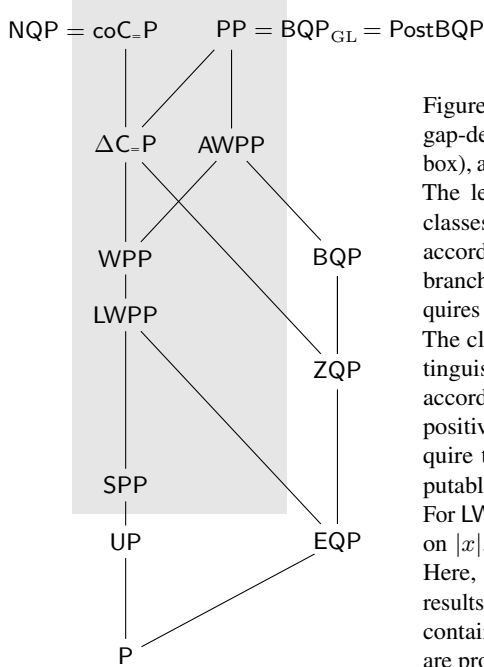 NQP = coC₌P PP = BQP_GL = PostBQP
ΔC₌P AWPP
WPP BQP
LWPP
ZQP
SPP
UP EQP
P
Figure
gap-de
box), a
The le
classes
accord
branch
quires
The cl
tinguis
accord
positiv
quire t
putabl
For LW
on |x|.
Here,
results
contain
are pro